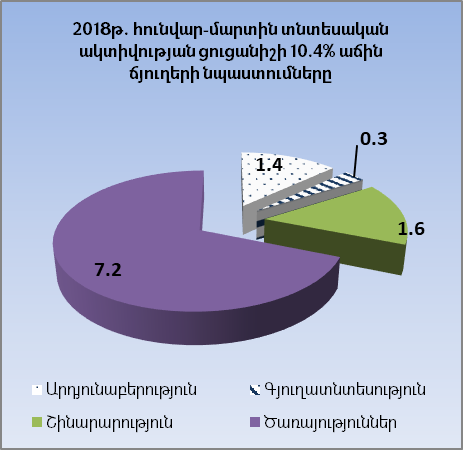 2018թ. հունվար-մարտին տնտեսական
ակտիվության ցուցանիշի 10.4% աճին
ճյուղերի նպաստումները
1.4
0.3
1.6
7.2
Արդյունաբերություն
Գյուղատնտեսություն
Շինարարություն
Ծառայություններ